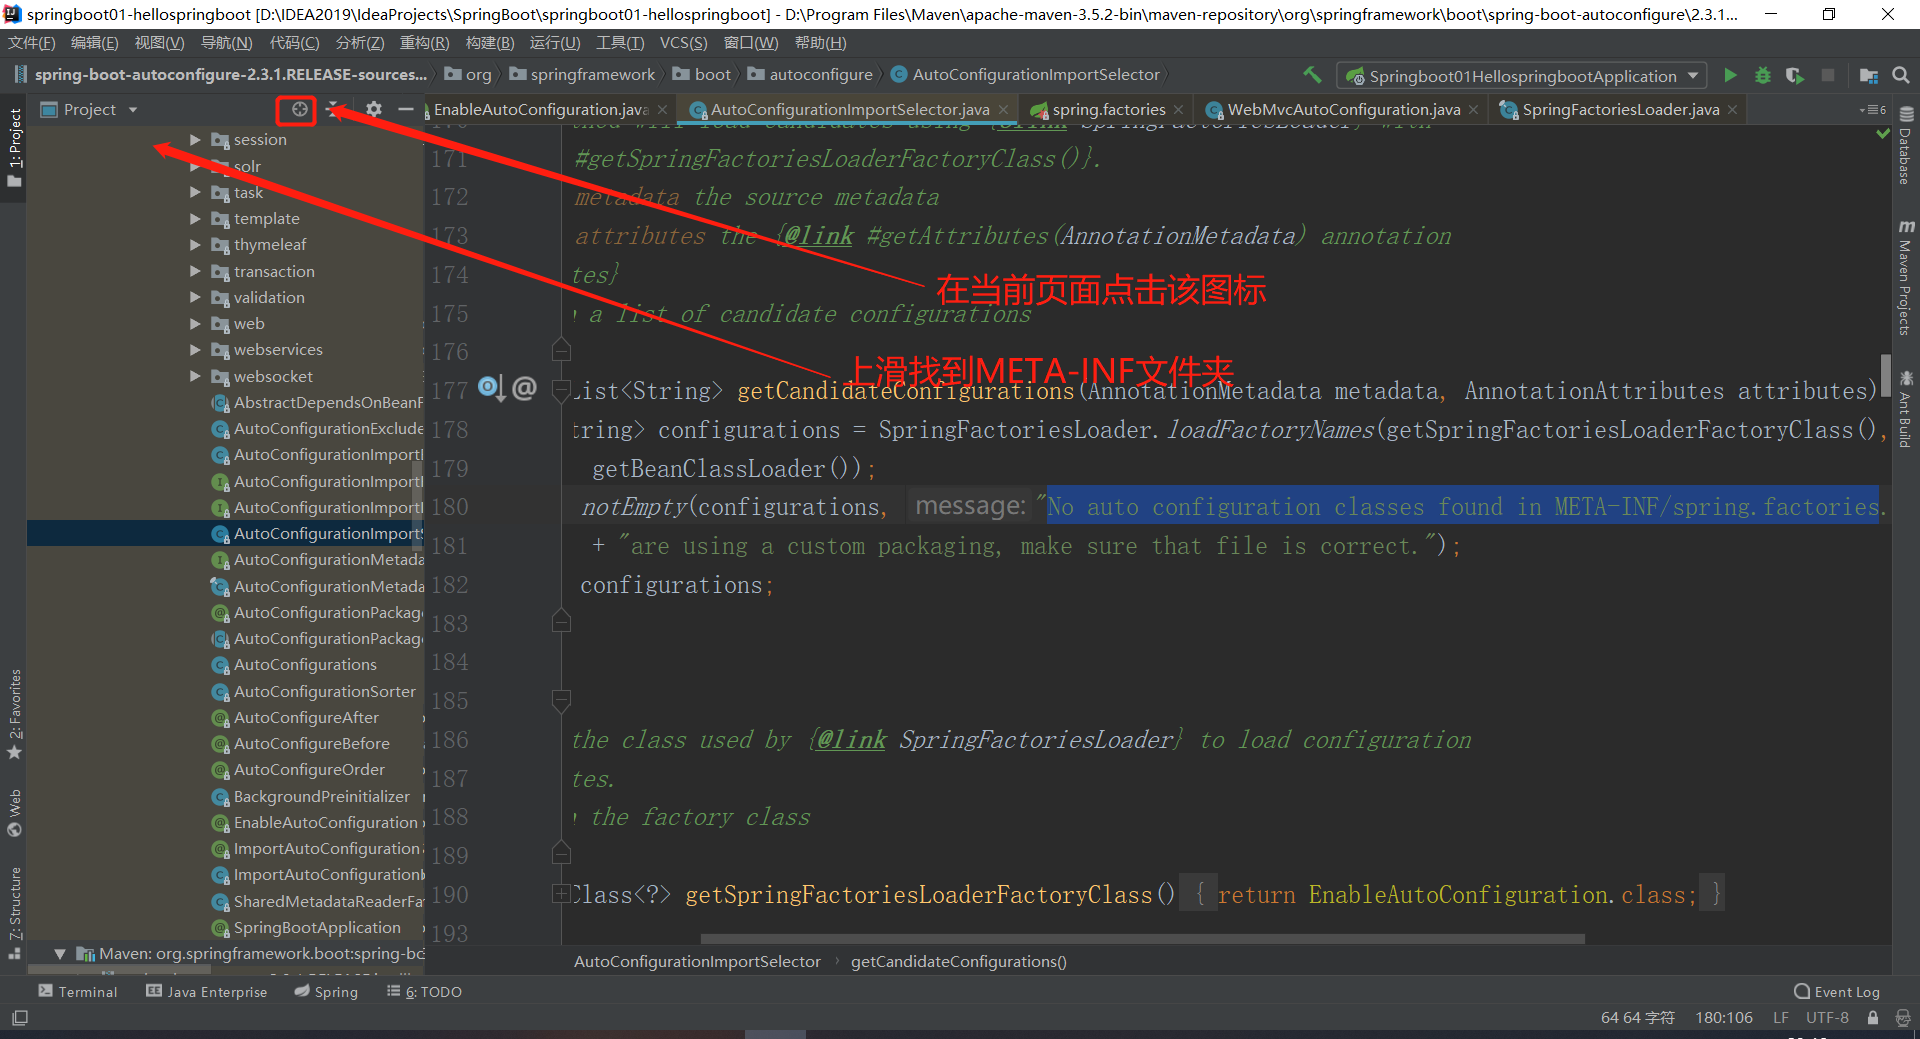 springboot01-hellospringboot [D:\IDEA2019\IdeaProjects\SpringBoot\springboot01-hellospringboot] - D:\Program Files\Maven\apache-maven-3.5.2-bin\maven-repository\org\springframework\boot\spring-boot-autoconfigure\2.3.1...
文件(F) 编辑(E) 视图(V) 导航(N) 代码(C) 分析(Z) 重构(R) 构建(B) 运行(U) 工具(T) VCS(S) 窗口(W) 帮助(H)
spring-boot-autoconfigure-2.3.1.RELEASE-sources... org springframework boot autoconfigure AutoConfigurationImportSelector Springboot01HellospringbootApplication
Project EnableAutoConfiguration.java AutoConfigurationImportSelector.java spring.factories WebMvcAutoConfiguration.java SpringFactoriesLoader.java 6
1: Project
2: Favorites
Web
7: Structure
session
solr
task
template
thymeleaf
transaction
validation
web
webservices
websocket
AbstractDependsOnBeanF
AutoConfigurationExclude
AutoConfigurationImport
AutoConfigurationImport
AutoConfigurationImport
AutoConfigurationImportS
AutoConfigurationMetada
AutoConfigurationMetada
AutoConfigurationPackage
AutoConfigurationPackage
AutoConfigurations
AutoConfigurationSorter
AutoConfigureAfter
AutoConfigureBefore
AutoConfigureOrder
BackgroundPreinitializer
EnableAutoConfiguration
ImportAutoConfiguration
ImportAutoConfiguration
SharedMetadataReaderFa
SpringBootApplication
Maven: org.springframework.boot:spring-bo
170 will load candidates using {@link SpringFactoriesLoader} with
171 #getSpringFactoriesLoaderFactoryClass()}.
172 metadata the source metadata
173 attributes the {@link #getAttributes(AnnotationMetadata) annotation
174 tes}
175 a list of candidate configurations
176
177 @ List<String> getCandidateConfigurations(AnnotationMetadata metadata, AnnotationAttributes attributes)
178 tring> configurations = SpringFactoriesLoader.loadFactoryNames(getSpringFactoriesLoaderFactoryClass(),
179 getBeanClassLoader());
180 notEmpty(configurations, message: "No auto configuration classes found in META-INF/spring.factories.
181 + "are using a custom packaging, make sure that file is correct.");
182 configurations;
183
184
185
186 the class used by {@link SpringFactoriesLoader} to load configuration
187 tes.
188 the factory class
189
190 Class<?> getSpringFactoriesLoaderFactoryClass() { return EnableAutoConfiguration.class; }
193
在当前页面点击该图标
上滑找到META-INF文件夹
AutoConfigurationImportSelector getCandidateConfigurations()
Database
m Maven Projects
Ant Build
Terminal Java Enterprise Spring 6: TODO Event Log
64 64 字符 180:106 LF UTF-8